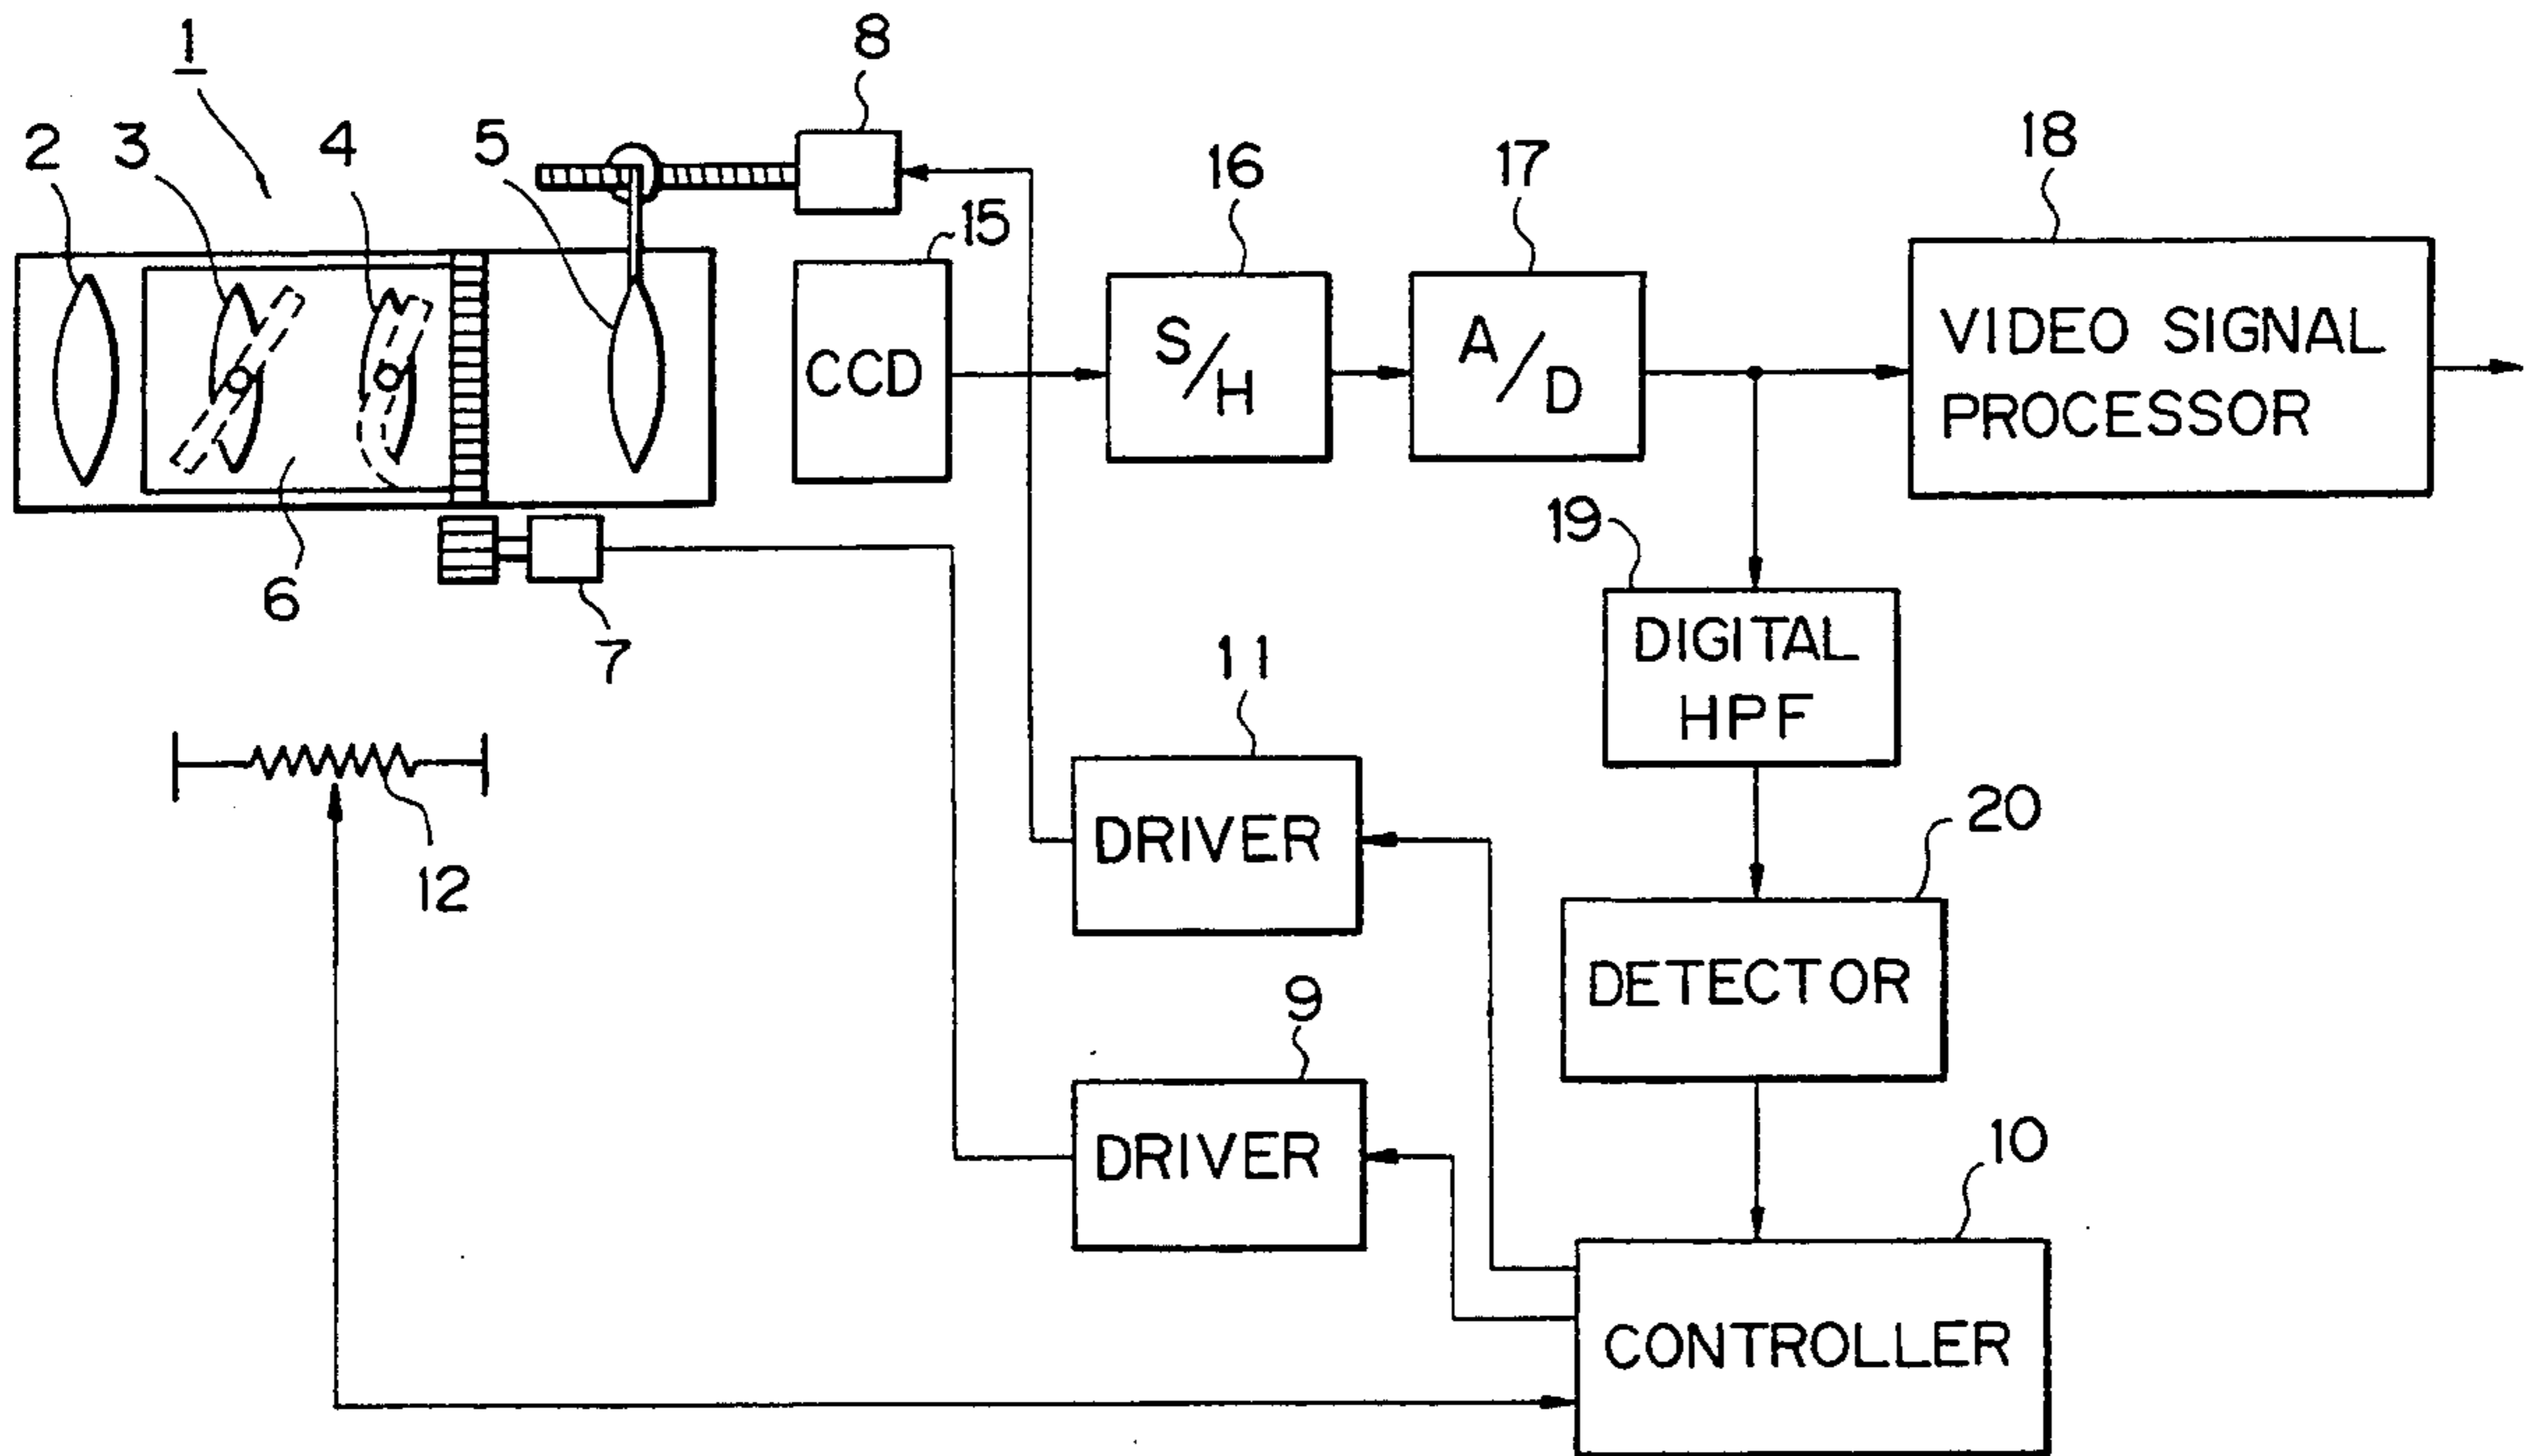 1
8
2
3
4
5
15
16
17
18
CCD
S/H
A/D
VIDEO SIGNAL
PROCESSOR
6
7
19
DIGITAL
HPF
11
12
DRIVER
20
DETECTOR
9
DRIVER
10
CONTROLLER